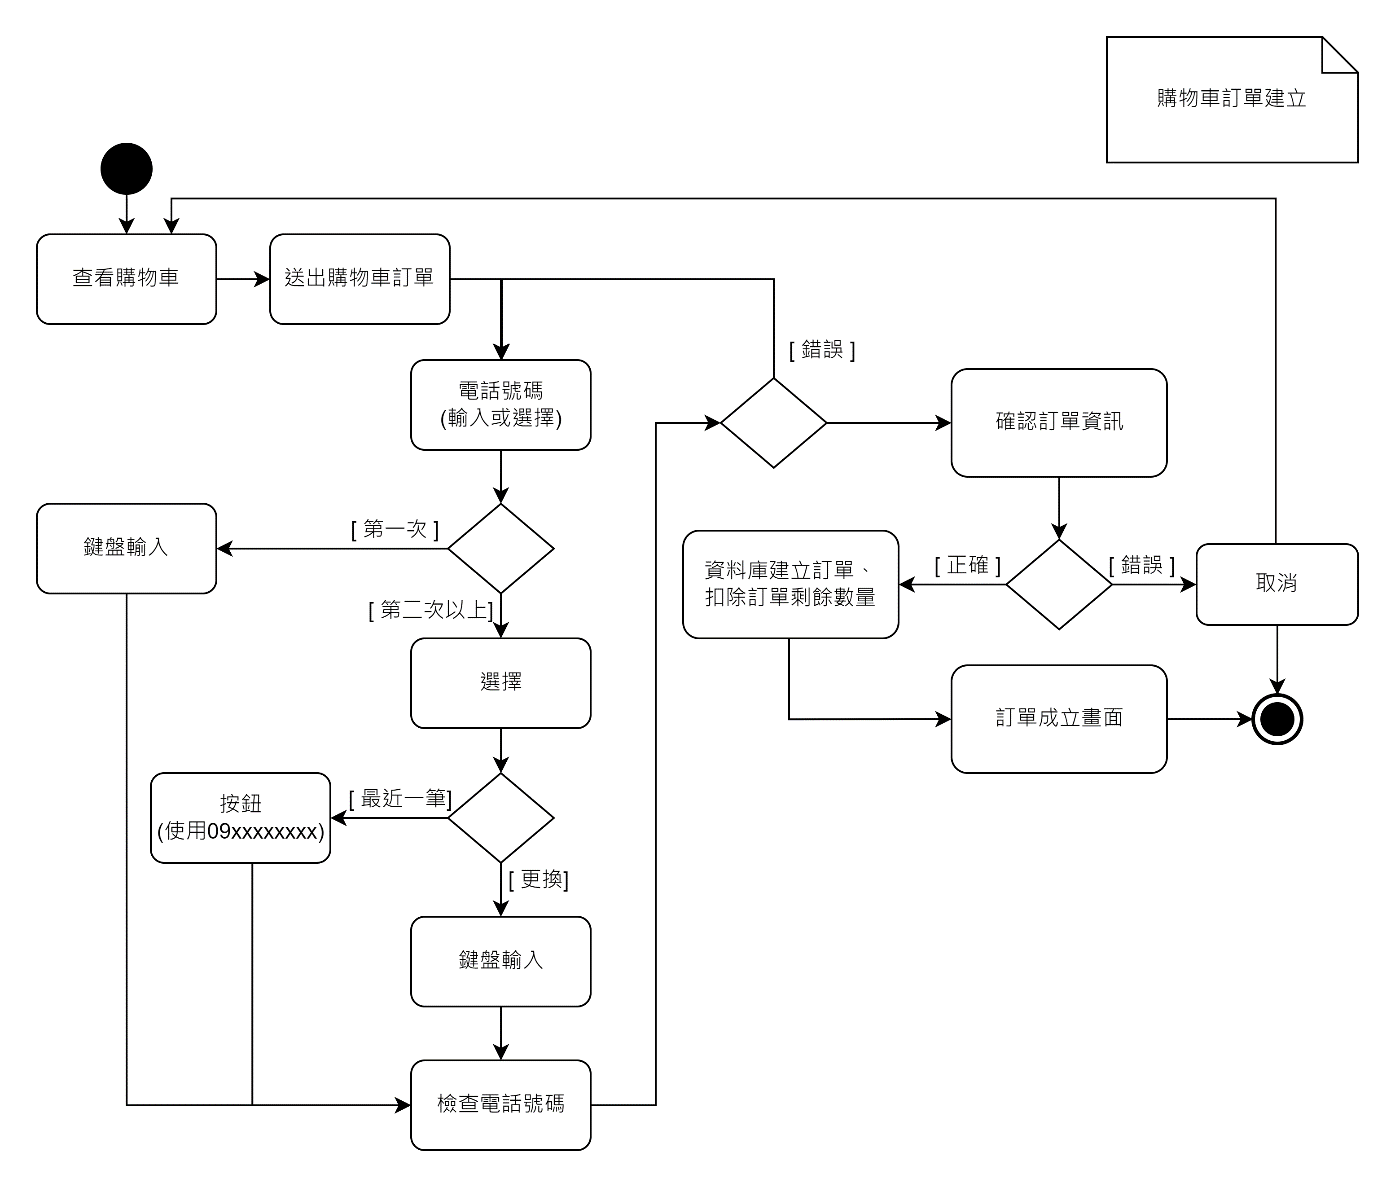 購物車訂單建立
查看購物車
送出購物車訂單
[ 錯誤 ]
電話號碼
(輸入或選擇)
確認訂單資訊
[ 第一次 ]
鍵盤輸入
[ 正確 ]
[ 錯誤 ]
資料庫建立訂單、
扣除訂單剩餘數量
取消
[ 第二次以上]
選擇
訂單成立畫面
[ 最近一筆]
按鈕
(使用09xxxxxxxx)
[ 更換]
鍵盤輸入
檢查電話號碼